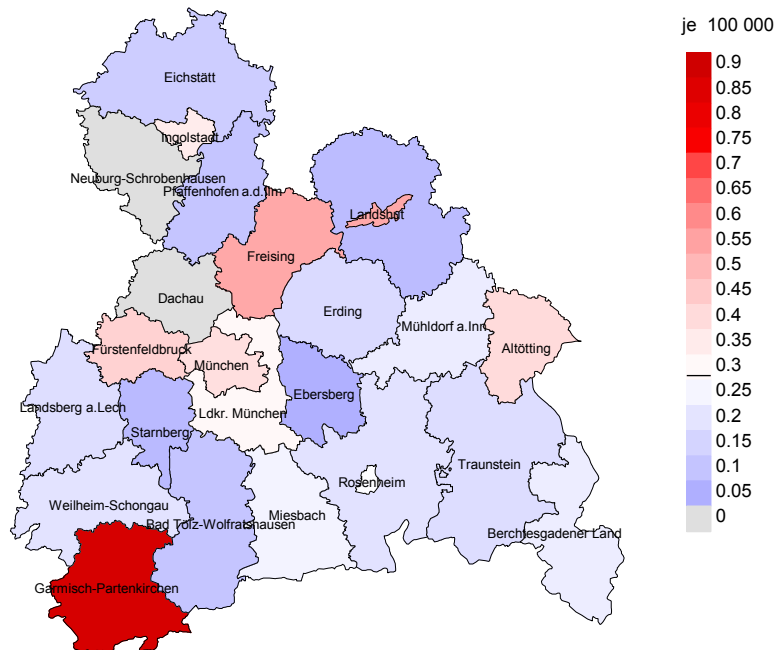 je 100 000
0.9
0.85
0.8
0.75
0.7
0.65
0.6
0.55
0.5
0.45
0.4
0.35
0.3
0.25
0.2
0.15
0.1
0.05
0
Eichstätt
Ingolstadt
Neuburg-Schrobenhausen
Pfaffenhofen a.d.Ilm
Landshut
Freising
Dachau
Erding
Mühldorf a.Inn
Altötting
Fürstenfeldbruck
München
Ebersberg
Landsberg a.Lech
Ldkr. München
Starnberg
Traunstein
Rosenheim
Weilheim-Schongau
Miesbach
Bad Tölz-Wolfratshausen
Berchtesgadener Land
Garmisch-Partenkirchen